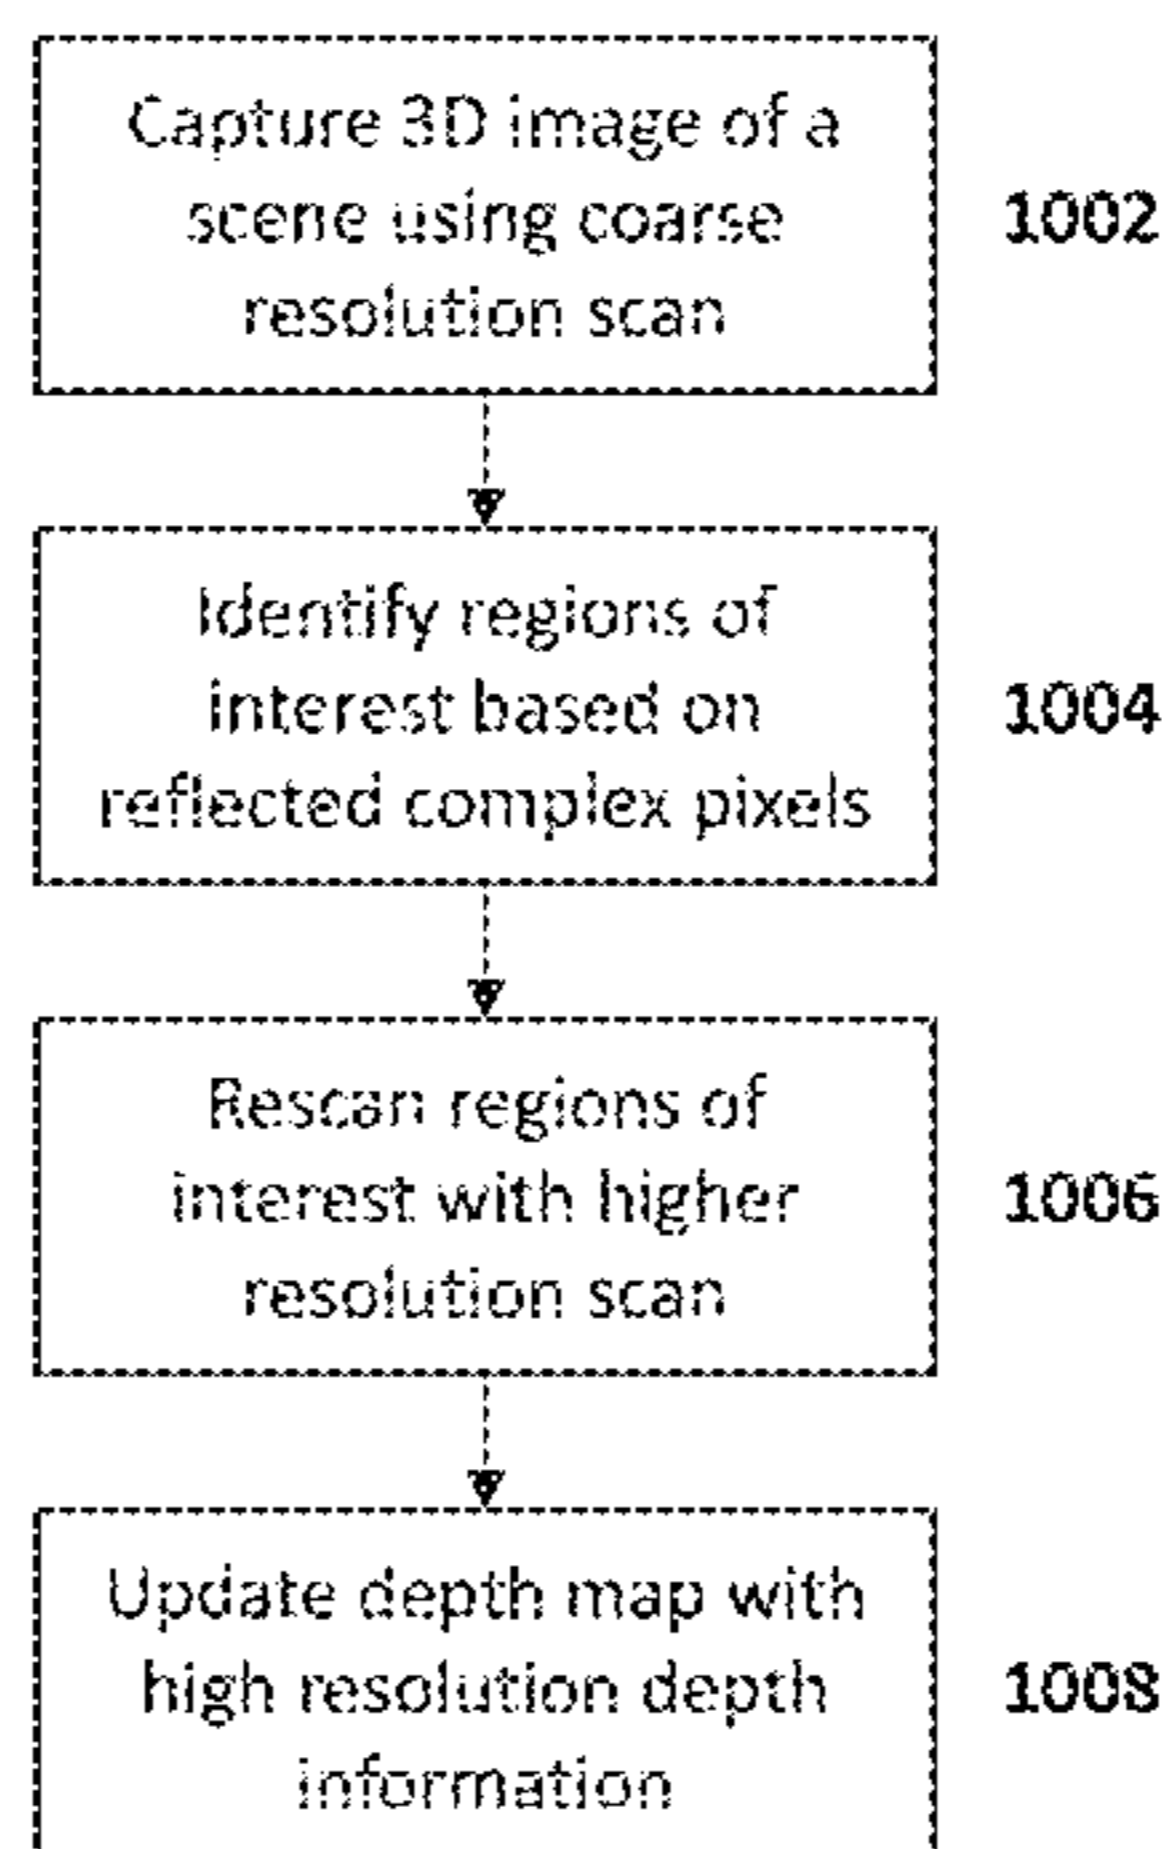 Capture 3D image of a
scene using coarse
resolution scan
1002
Identify regions of
interest based on
reflected complex pixels
1004
Rescan regions of
interest with higher
resolution scan
1006
Update depth map with
high resolution depth
information
1008